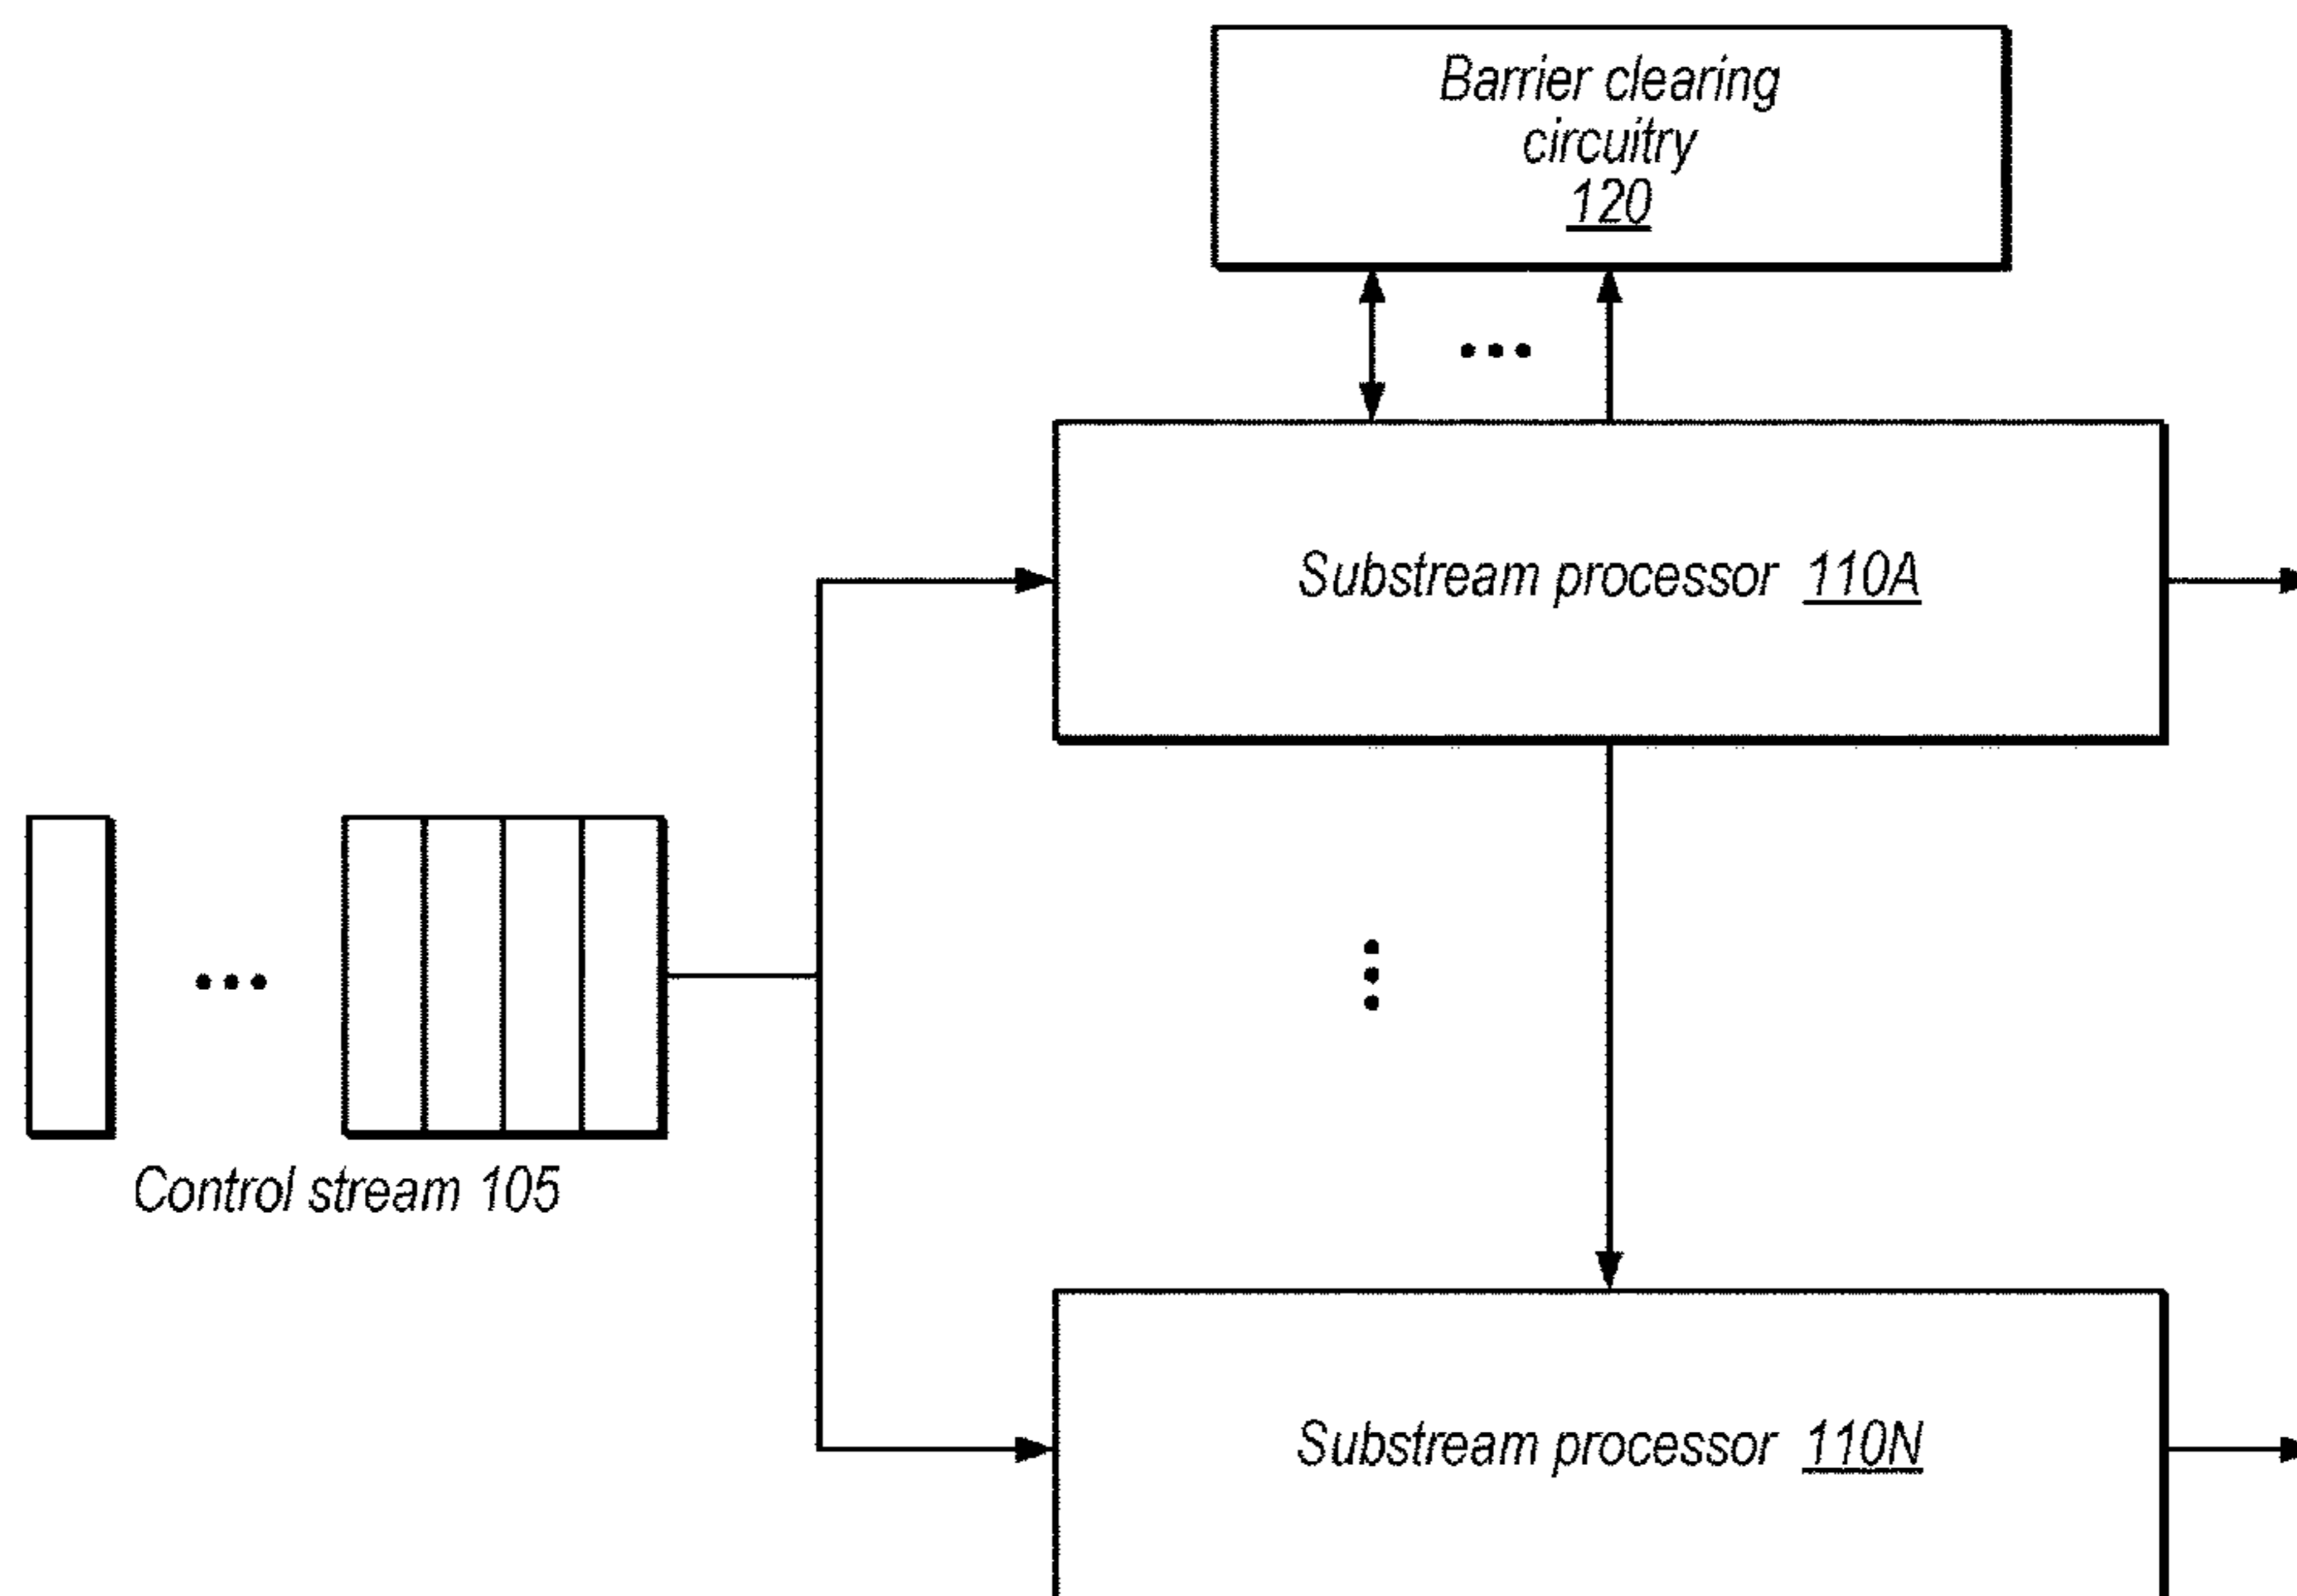 Barrier clearing
circuitry
120
Substream processor 110A
Control stream 105
Substream processor 110N